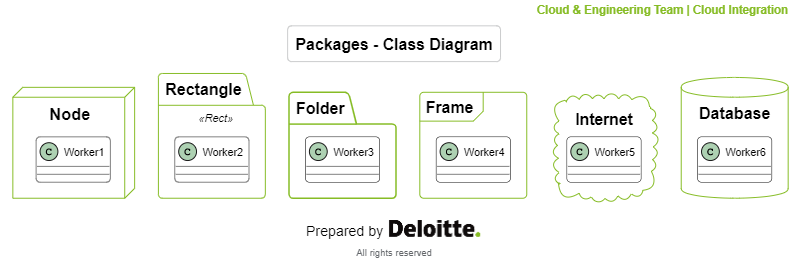 Cloud & Engineering Team | Cloud Integration
Packages - Class Diagram
Node
C Worker1
Rectangle
«Rect»
C Worker2
Folder
C Worker3
Frame
C Worker4
Internet
C Worker5
Database
C Worker6
Prepared by Deloitte.
All rights reserved